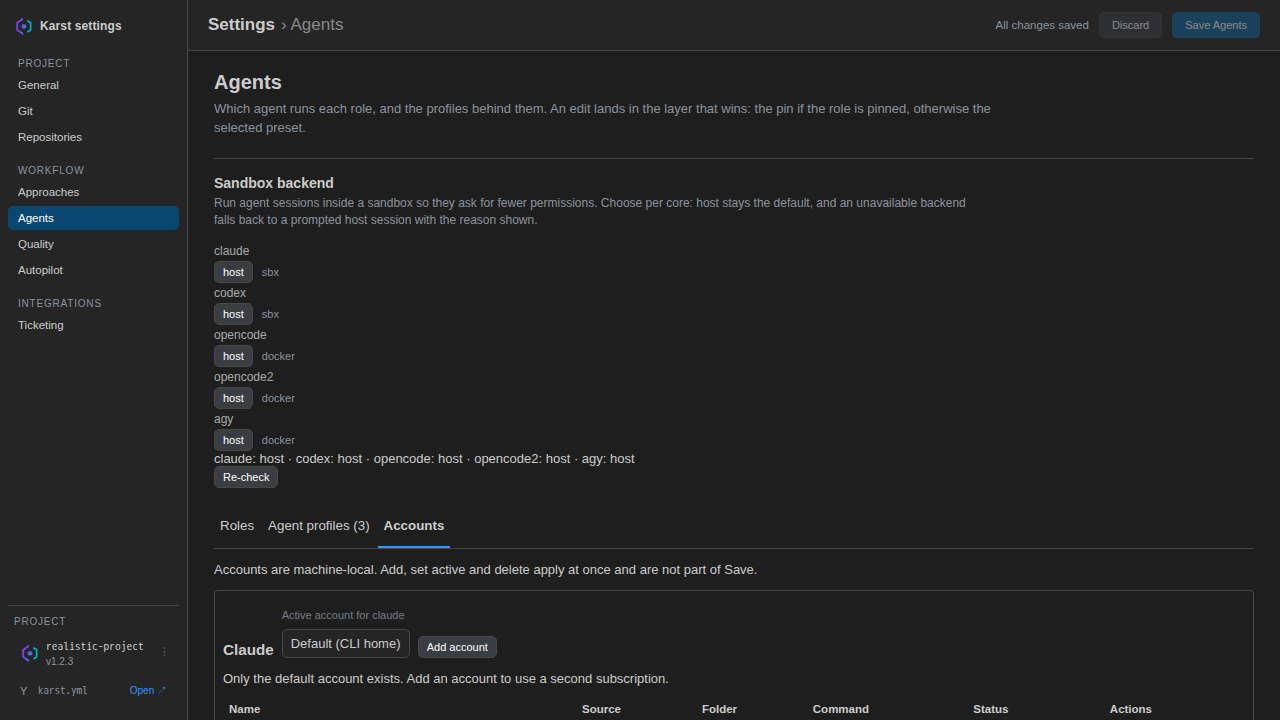 Karst settings
PROJECT
General
Git
Repositories
WORKFLOW
Approaches
Agents
Quality
Autopilot
INTEGRATIONS
Ticketing
PROJECT
realistic-project
v1.2.3
Y karst.yml Open ↗
Settings › Agents
All changes saved Discard Save Agents
Agents
Which agent runs each role, and the profiles behind them. An edit lands in the layer that wins: the pin if the role is pinned, otherwise the
selected preset.
Sandbox backend
Run agent sessions inside a sandbox so they ask for fewer permissions. Choose per core: host stays the default, and an unavailable backend
falls back to a prompted host session with the reason shown.
claude
host sbx
codex
host sbx
opencode
host docker
opencode2
host docker
agy
host docker
claude: host · codex: host · opencode: host · opencode2: host · agy: host
Re-check
Roles Agent profiles (3) Accounts
Accounts are machine-local. Add, set active and delete apply at once and are not part of Save.
Active account for claude
Claude Default (CLI home) Add account
Only the default account exists. Add an account to use a second subscription.
Name Source Folder Command Status Actions